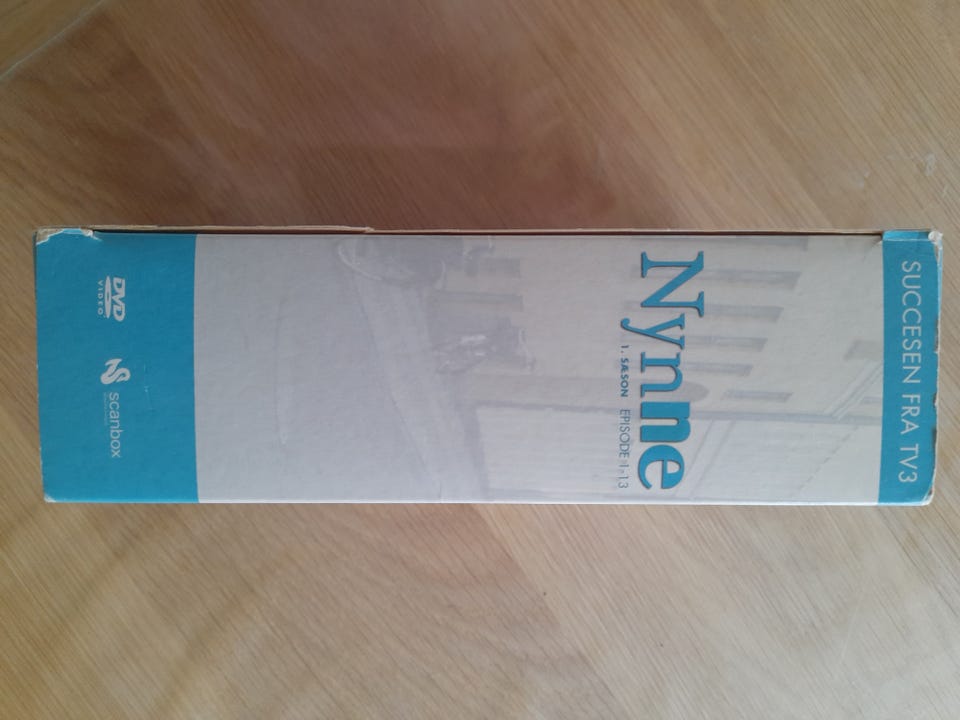 SUCCESEN FRA TV3
Nynne
1. SÆSON EPISODE 1-13
DVD
VIDEO
scanbox